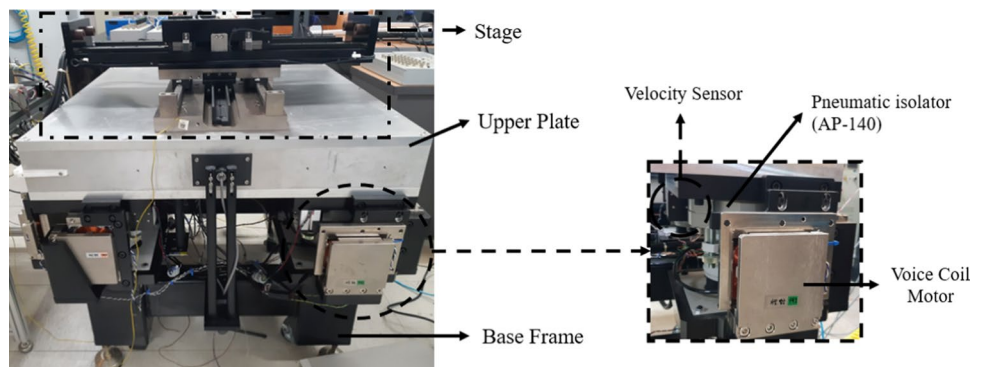 Stage
Upper Plate
Base Frame
Velocity Sensor
Pneumatic isolator
(AP-140)
Voice Coil
Motor